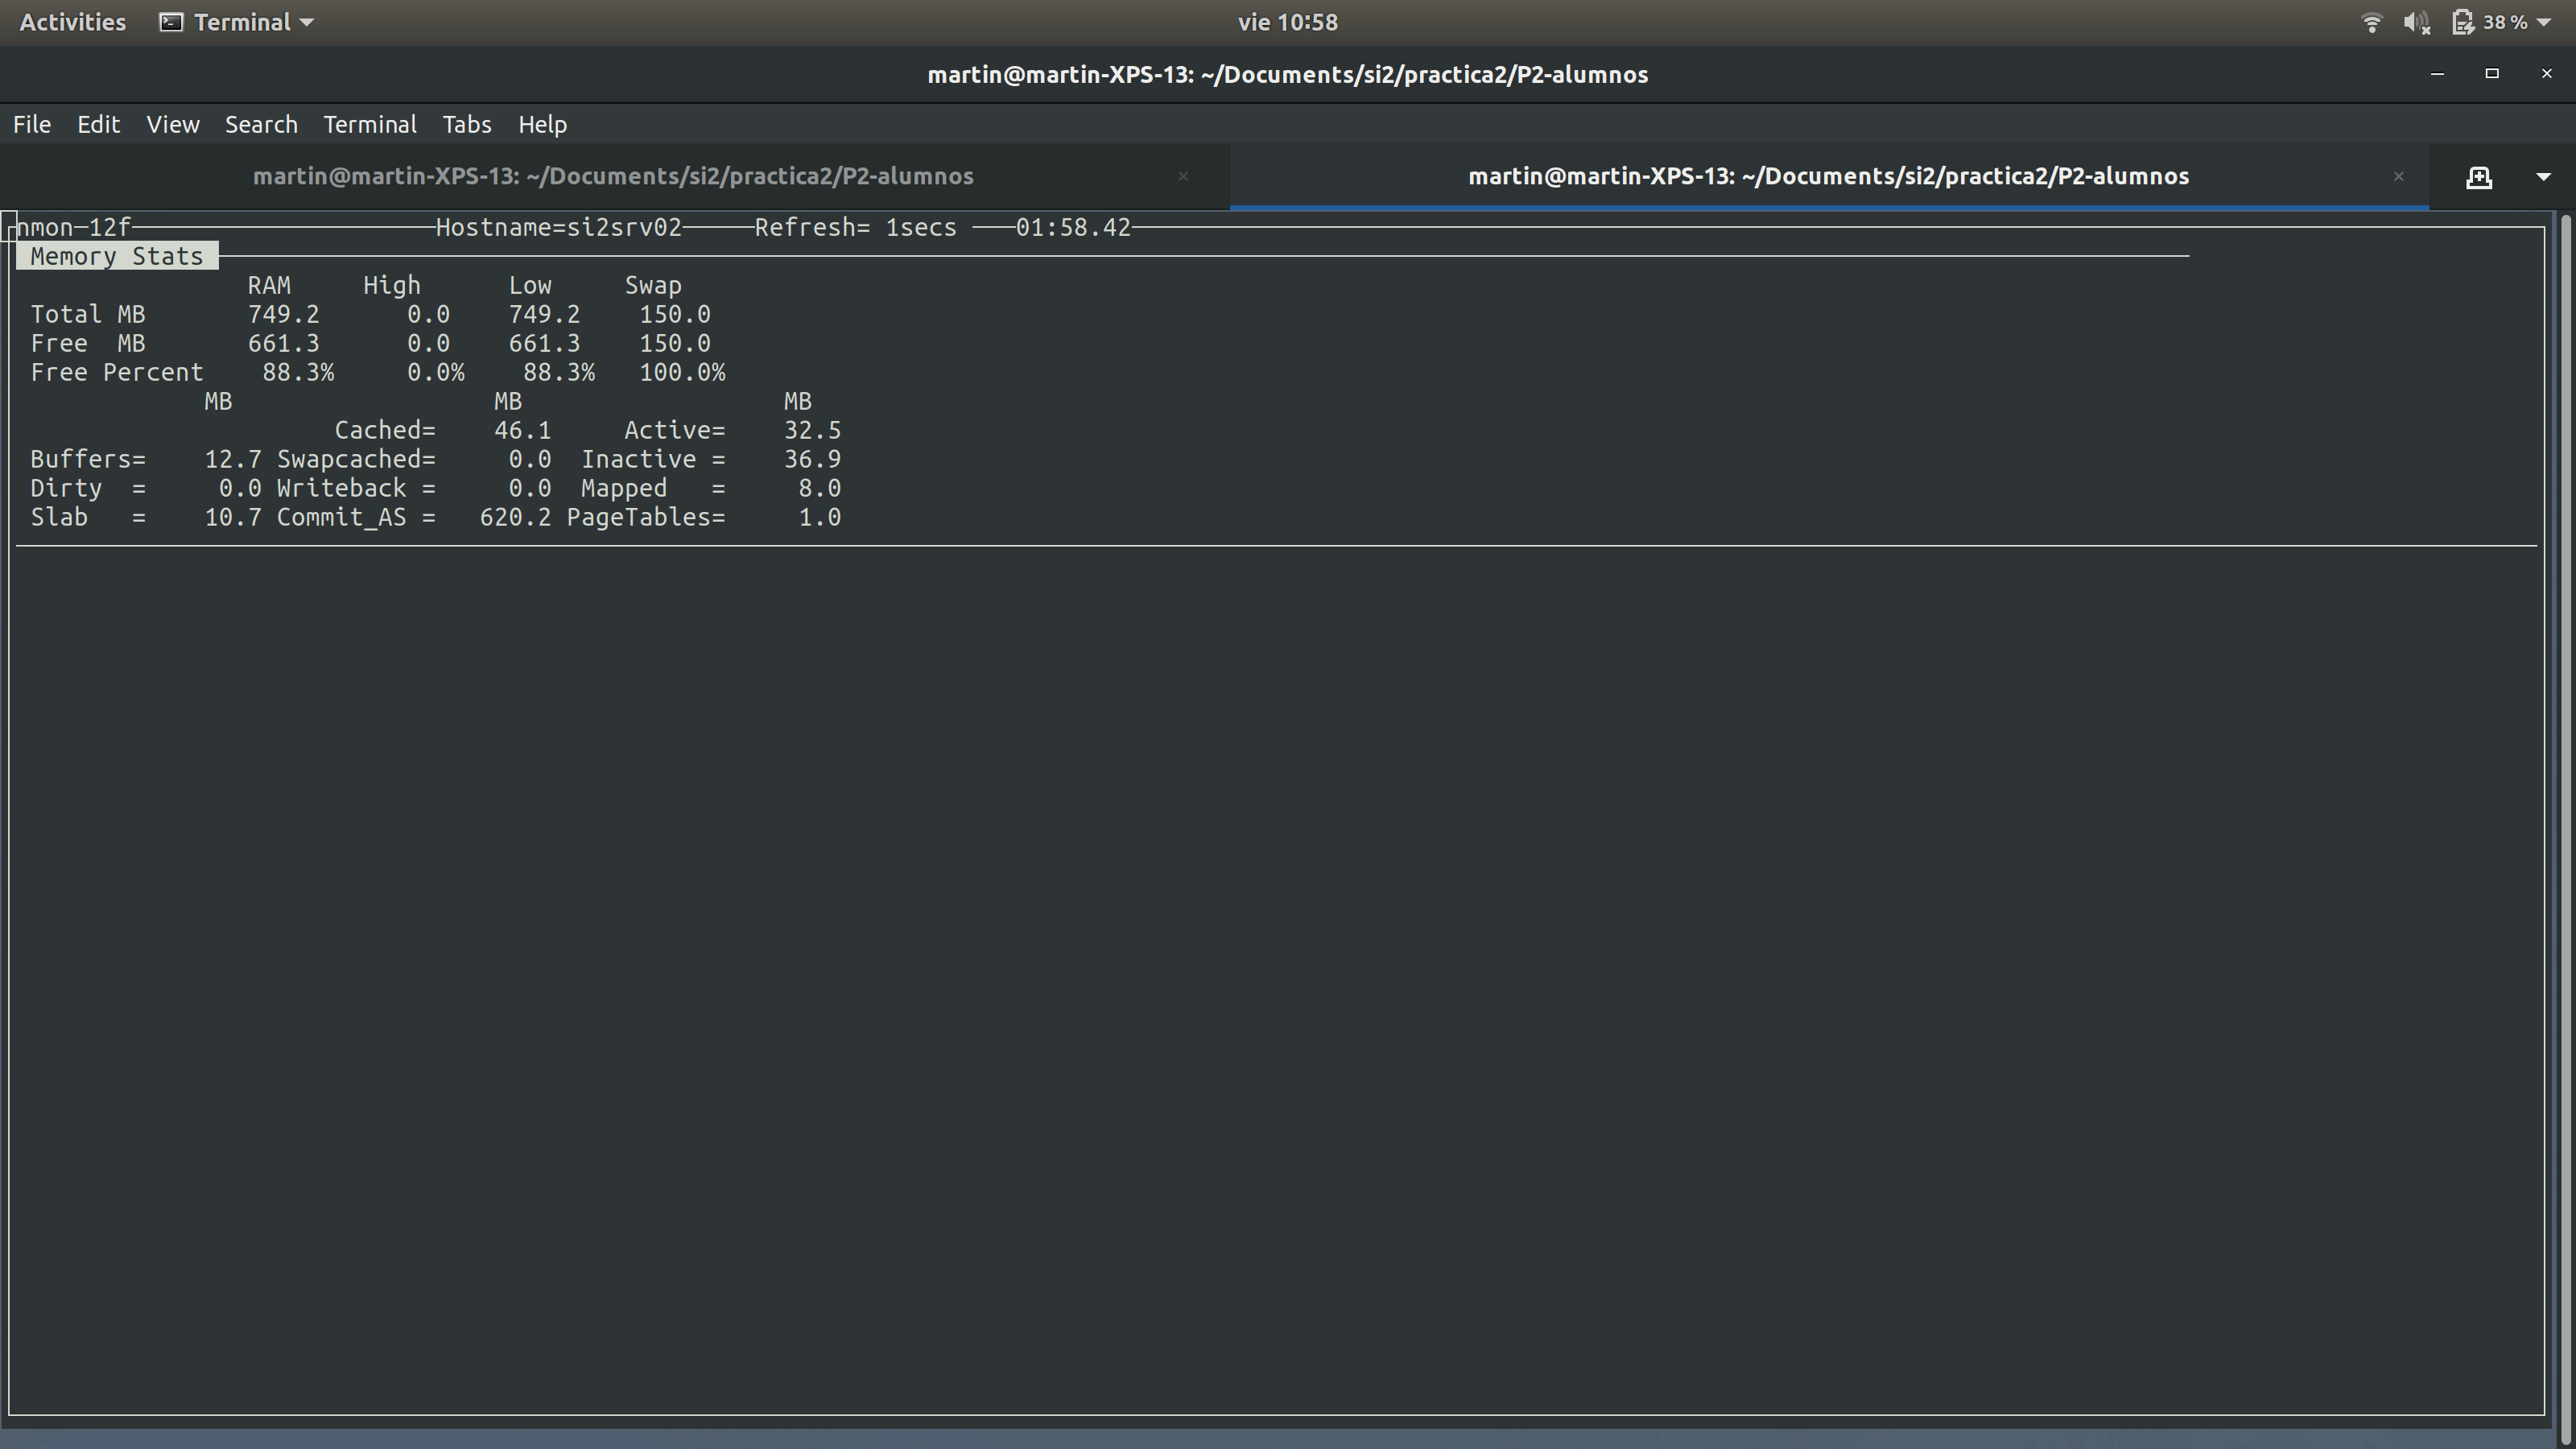 Activities Terminal vie 10:58 38 %
martin@martin-XPS-13: ~/Documents/si2/practica2/P2-alumnos
File Edit View Search Terminal Tabs Help
martin@martin-XPS-13: ~/Documents/si2/practica2/P2-alumnos martin@martin-XPS-13: ~/Documents/si2/practica2/P2-alumnos
nmon 12f Hostname=si2srv02 Refresh= 1secs 01:58.42
Memory Stats
RAM High Low Swap
Total MB 749.2 0.0 749.2 150.0
Free MB 661.3 0.0 661.3 150.0
Free Percent 88.3% 0.0% 88.3% 100.0%
MB MB MB
Cached= 46.1 Active= 32.5
Buffers= 12.7 Swapcached= 0.0 Inactive = 36.9
Dirty = 0.0 Writeback = 0.0 Mapped = 8.0
Slab = 10.7 Commit_AS = 620.2 PageTables= 1.0